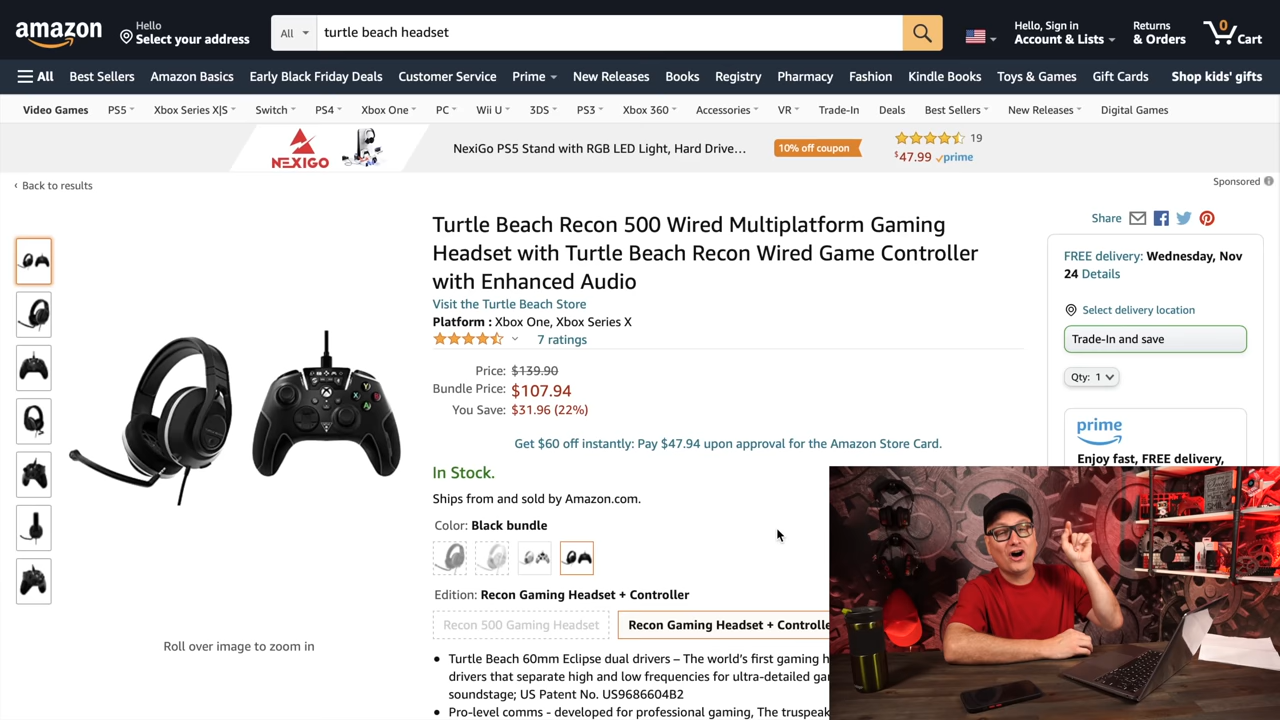 amazon
Hello
Select your address
All
turtle beach headset
Hello, Sign in
Account & Lists
Returns
& Orders
0
Cart
All
Best Sellers
Amazon Basics
Early Black Friday Deals
Customer Service
Prime
New Releases
Books
Registry
Pharmacy
Fashion
Kindle Books
Toys & Games
Gift Cards
Shop kids' gifts
Video Games
PS5
Xbox Series X|S
Switch
PS4
Xbox One
PC
Wii U
3DS
PS3
Xbox 360
Accessories
VR
Trade-In
Deals
Best Sellers
New Releases
Digital Games
NEXIGO
NexiGo PS5 Stand with RGB LED Light, Hard Drive…
10% off coupon
19
$47.99 prime
‹ Back to results
Sponsored
Turtle Beach Recon 500 Wired Multiplatform Gaming
Headset with Turtle Beach Recon Wired Game Controller
with Enhanced Audio
Visit the Turtle Beach Store
Platform : Xbox One, Xbox Series X
7 ratings
Price: $139.90
Bundle Price: $107.94
You Save: $31.96 (22%)
Get $60 off instantly: Pay $47.94 upon approval for the Amazon Store Card.
In Stock.
Ships from and sold by Amazon.com.
Color: Black bundle
Edition: Recon Gaming Headset + Controller
Recon 500 Gaming Headset
Recon Gaming Headset + Controlle
• Turtle Beach 60mm Eclipse dual drivers – The world's first gaming h
drivers that separate high and low frequencies for ultra-detailed ga
soundstage; US Patent No. US9686604B2
• Pro-level comms - developed for professional gaming, The truspeak
Roll over image to zoom in
Share
FREE delivery: Wednesday, Nov
24 Details
Select delivery location
Trade-In and save
Qty: 1
prime
Enjoy fast, FREE delivery,